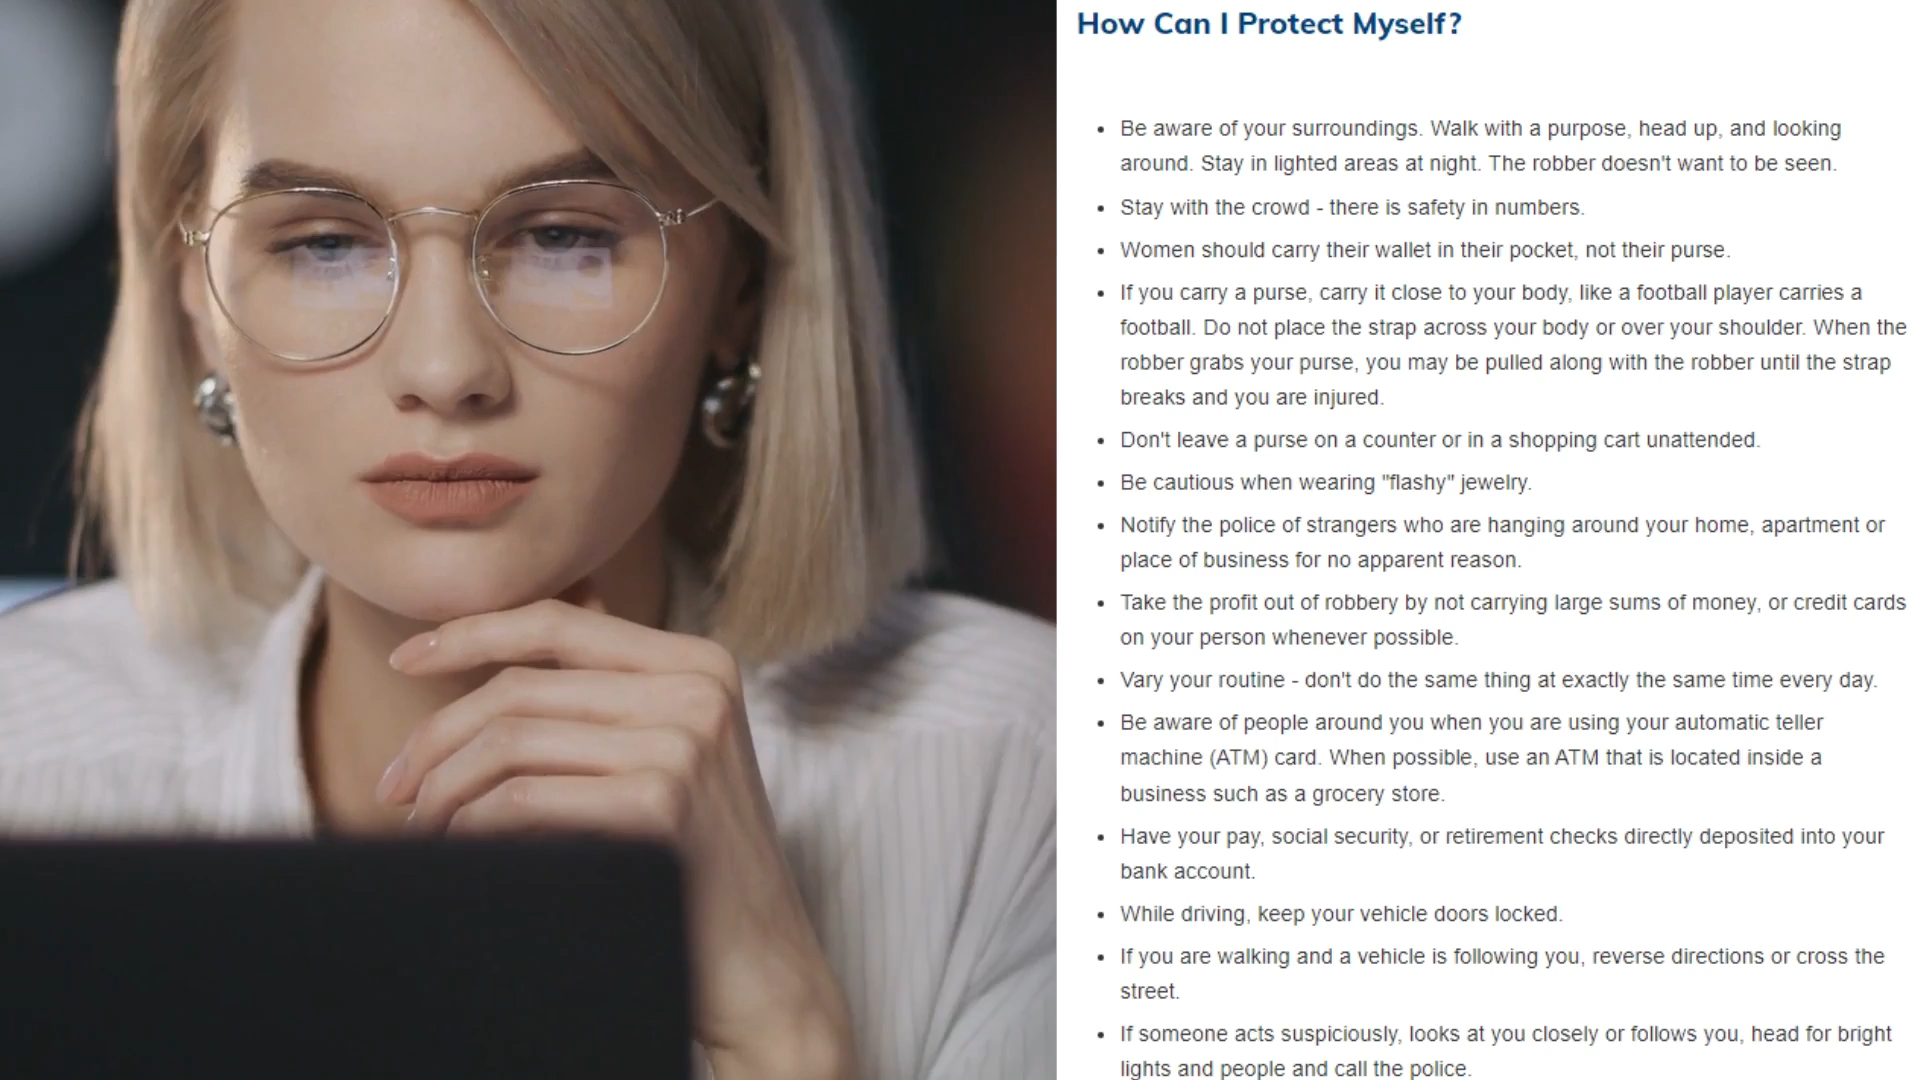 How Can I Protect Myself?
Be aware of your surroundings. Walk with a purpose, head up, and looking
around. Stay in lighted areas at night. The robber doesn't want to be seen.
Stay with the crowd - there is safety in numbers.
Women should carry their wallet in their pocket, not their purse.
If you carry a purse, carry it close to your body, like a football player carries a
football. Do not place the strap across your body or over your shoulder. When the
robber grabs your purse, you may be pulled along with the robber until the strap
breaks and you are injured.
Don't leave a purse on a counter or in a shopping cart unattended.
Be cautious when wearing "flashy" jewelry.
Notify the police of strangers who are hanging around your home, apartment or
place of business for no apparent reason.
Take the profit out of robbery by not carrying large sums of money, or credit cards
on your person whenever possible.
Vary your routine - don't do the same thing at exactly the same time every day.
Be aware of people around you when you are using your automatic teller
machine (ATM) card. When possible, use an ATM that is located inside a
business such as a grocery store.
Have your pay, social security, or retirement checks directly deposited into your
bank account.
While driving, keep your vehicle doors locked.
If you are walking and a vehicle is following you, reverse directions or cross the
street.
If someone acts suspiciously, looks at you closely or follows you, head for bright
lights and people and call the police.